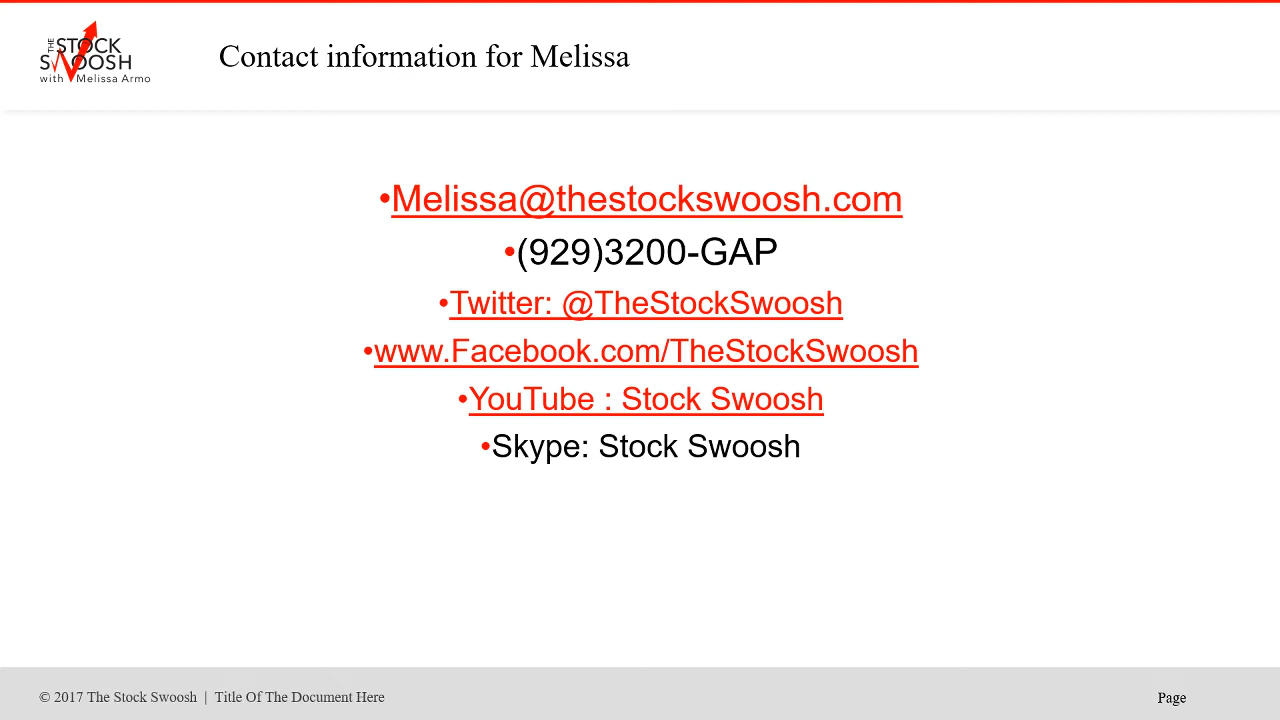 THE STOCK
SWOOSH
with Melissa Armo
Contact information for Melissa
•Melissa@thestockswoosh.com
•(929)3200-GAP
•Twitter: @TheStockSwoosh
•www.Facebook.com/TheStockSwoosh
•YouTube : Stock Swoosh
•Skype: Stock Swoosh
© 2017 The Stock Swoosh | Title Of The Document Here
Page